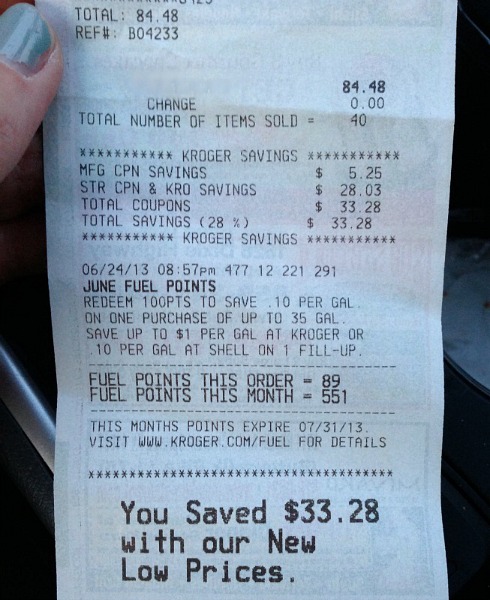 TOTAL: 84.48
REF#: B04233
84.48
CHANGE 0.00
TOTAL NUMBER OF ITEMS SOLD = 40
*********** KROGER SAVINGS ***********
MFG CPN SAVINGS $ 5.25
STR CPN & KRO SAVINGS $ 28.03
TOTAL COUPONS $ 33.28
TOTAL SAVINGS (28 %) $ 33.28
*********** KROGER SAVINGS ***********
06/24/13 08:57pm 477 12 221 291
JUNE FUEL POINTS
REDEEM 100PTS TO SAVE .10 PER GAL.
ON ONE PURCHASE OF UP TO 35 GAL.
SAVE UP TO $1 PER GAL AT KROGER OR
.10 PER GAL AT SHELL ON 1 FILL-UP.
FUEL POINTS THIS ORDER = 89
FUEL POINTS THIS MONTH = 551
THIS MONTHS POINTS EXPIRE 07/31/13.
VISIT WWW.KROGER.COM/FUEL FOR DETAILS
**************************************
You Saved $33.28
with our New
Low Prices.